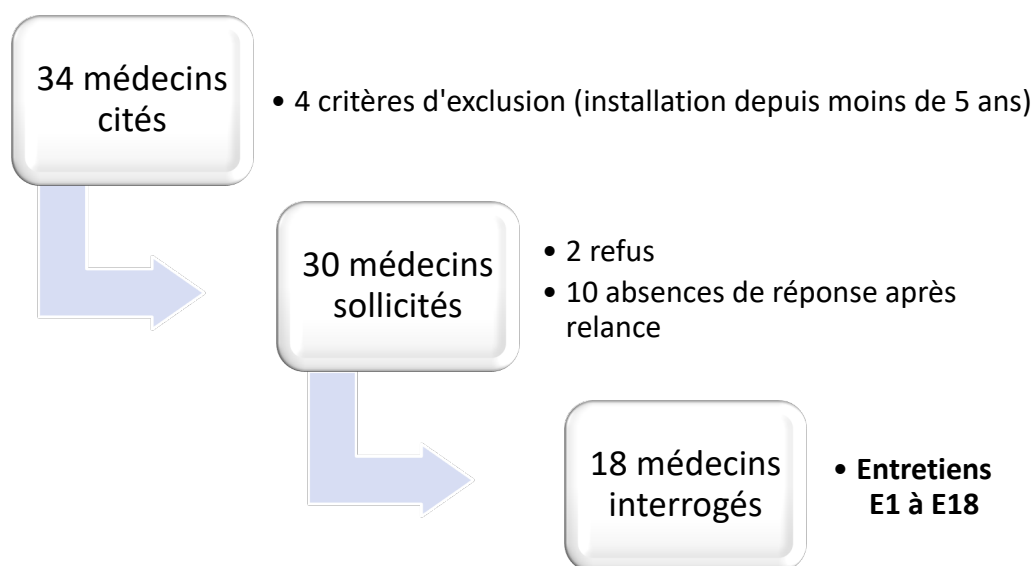 34 médecins
cités
• 4 critères d'exclusion (installation depuis moins de 5 ans)
30 médecins
sollicités
• 2 refus
• 10 absences de réponse après
relance
18 médecins
interrogés
• Entretiens
E1 à E18